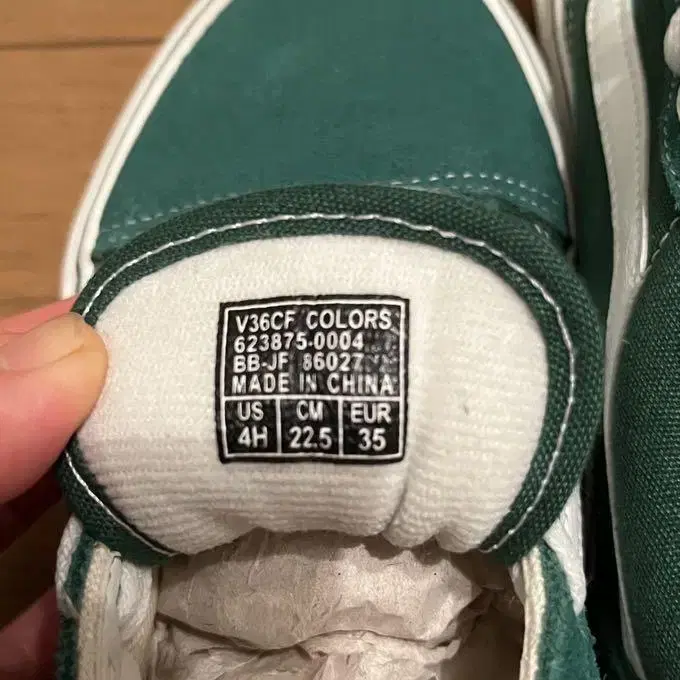 V36CF COLORS
623875-0004
BB-JF 86027
MADE IN CHINA
US CM EUR
4H 22.5 35